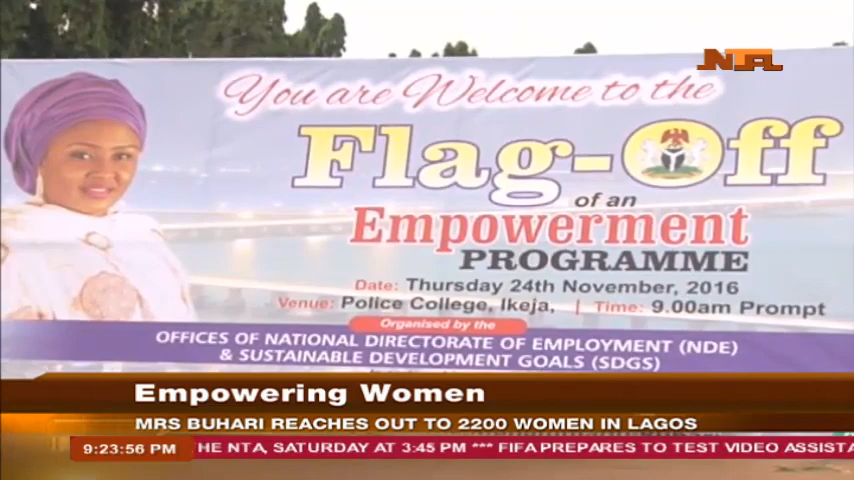 NTA
You are Welcome to the
Flag-Off
of an
Empowerment
PROGRAMME
Date: Thursday 24th November, 2016
Venue: Police College, Ikeja, | Time: 9.00am Prompt
Organised by the
OFFICES OF NATIONAL DIRECTORATE OF EMPLOYMENT (NDE)
& SUSTAINABLE DEVELOPMENT GOALS (SDGS)
Empowering Women
MRS BUHARI REACHES OUT TO 2200 WOMEN IN LAGOS
9:23:56 PM HE NTA, SATURDAY AT 3:45 PM *** FIFA PREPARES TO TEST VIDEO ASSISTA